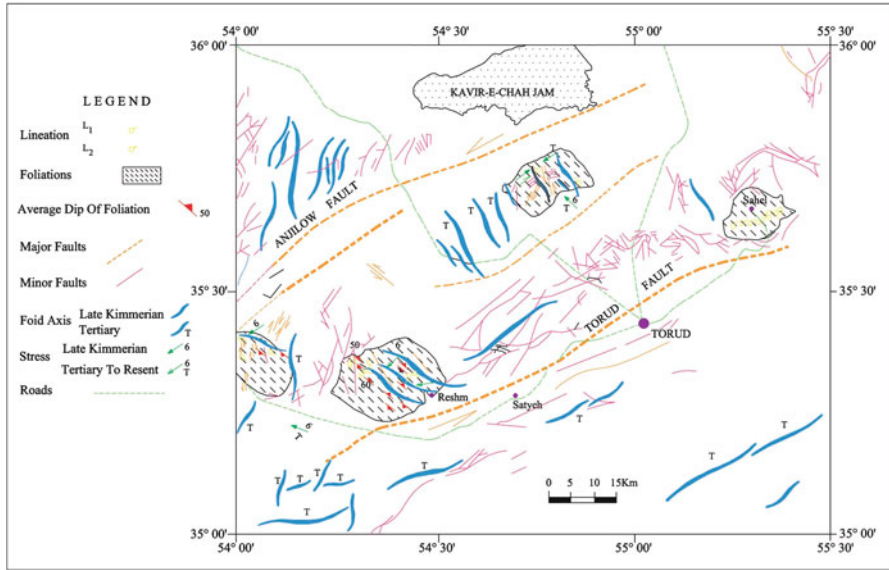 54° 00'
54° 30'
55° 00'
55° 30'
36° 00'
36° 00'
KAVIR-E-CHAH JAM
LEGEND
Lineation
L1
L2
Foliations
Average Dip Of Foliation
50
Major Faults
Minor Faults
Foid Axis
Late Kimmerian
Tertiary
T
Stress
Late Kimmerian
6
Tertiary To Resent
6
T
Roads
ANJILOW FAULT
T
T
T
T
T
6
T
Sahel
35° 30'
35° 30'
TORUD FAULT
TORUD
6
T
50
6
60
Reshm
Satyeh
T
6
T
T
T
T
T
T
T
T
T
T
T
0 5 10 15Km
35° 00'
35° 00'
54° 00'
54° 30'
55° 00'
55° 30'